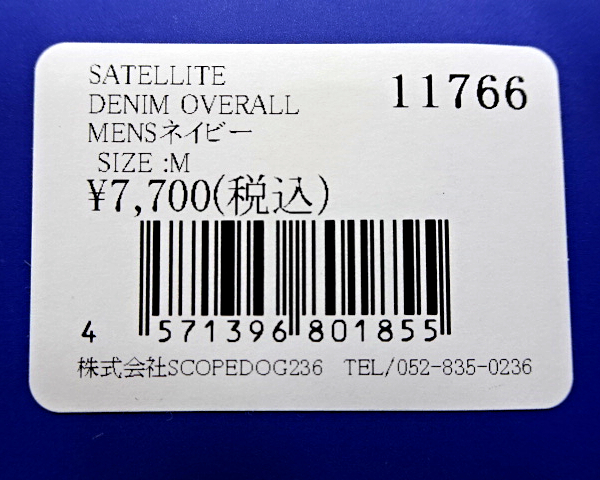 SATELLITE
DENIM OVERALL
MENSネイビー
SIZE :M
11766
¥7,700(税込)
4 571396 801855
株式会社SCOPEDOG236 TEL/052-835-0236